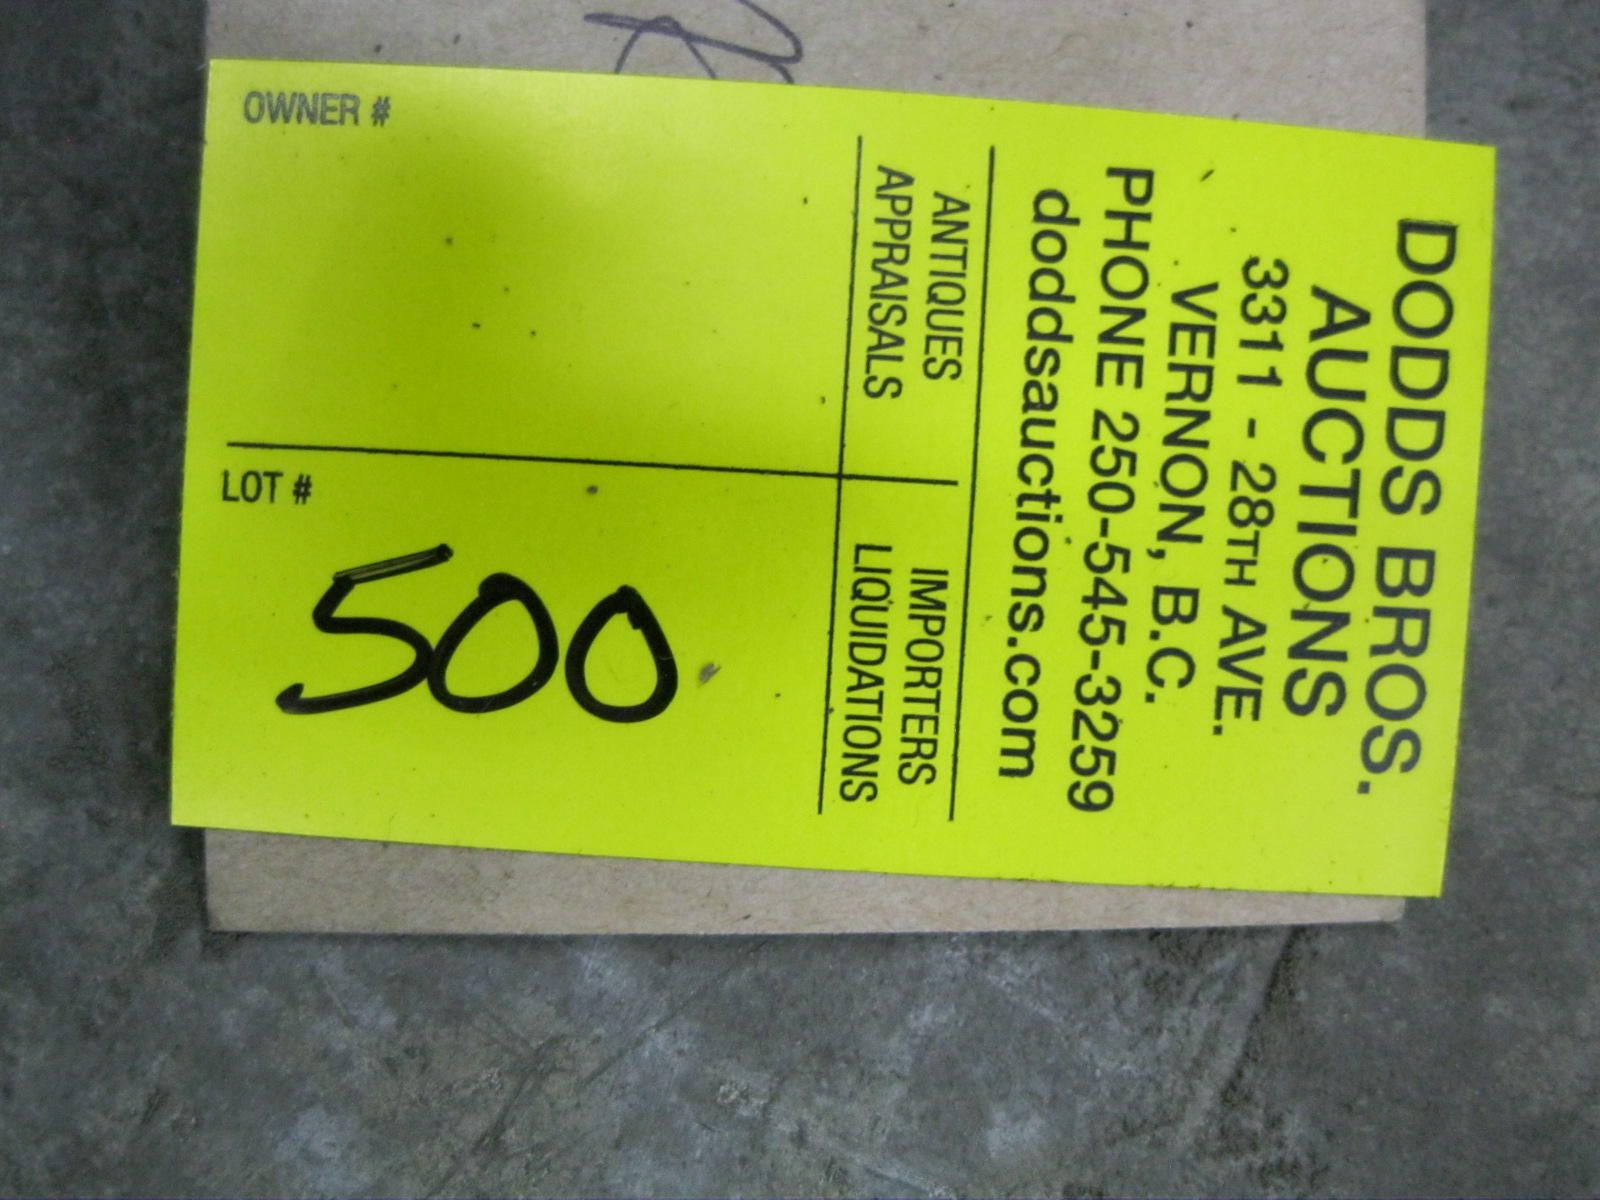 DODDS BROS.
AUCTIONS
3311 - 28TH AVE.
VERNON, B.C.
PHONE 250-545-3259
doddsauctions.com
ANTIQUES
APPRAISALS
IMPORTERS
LIQUIDATIONS
OWNER #
LOT #
500